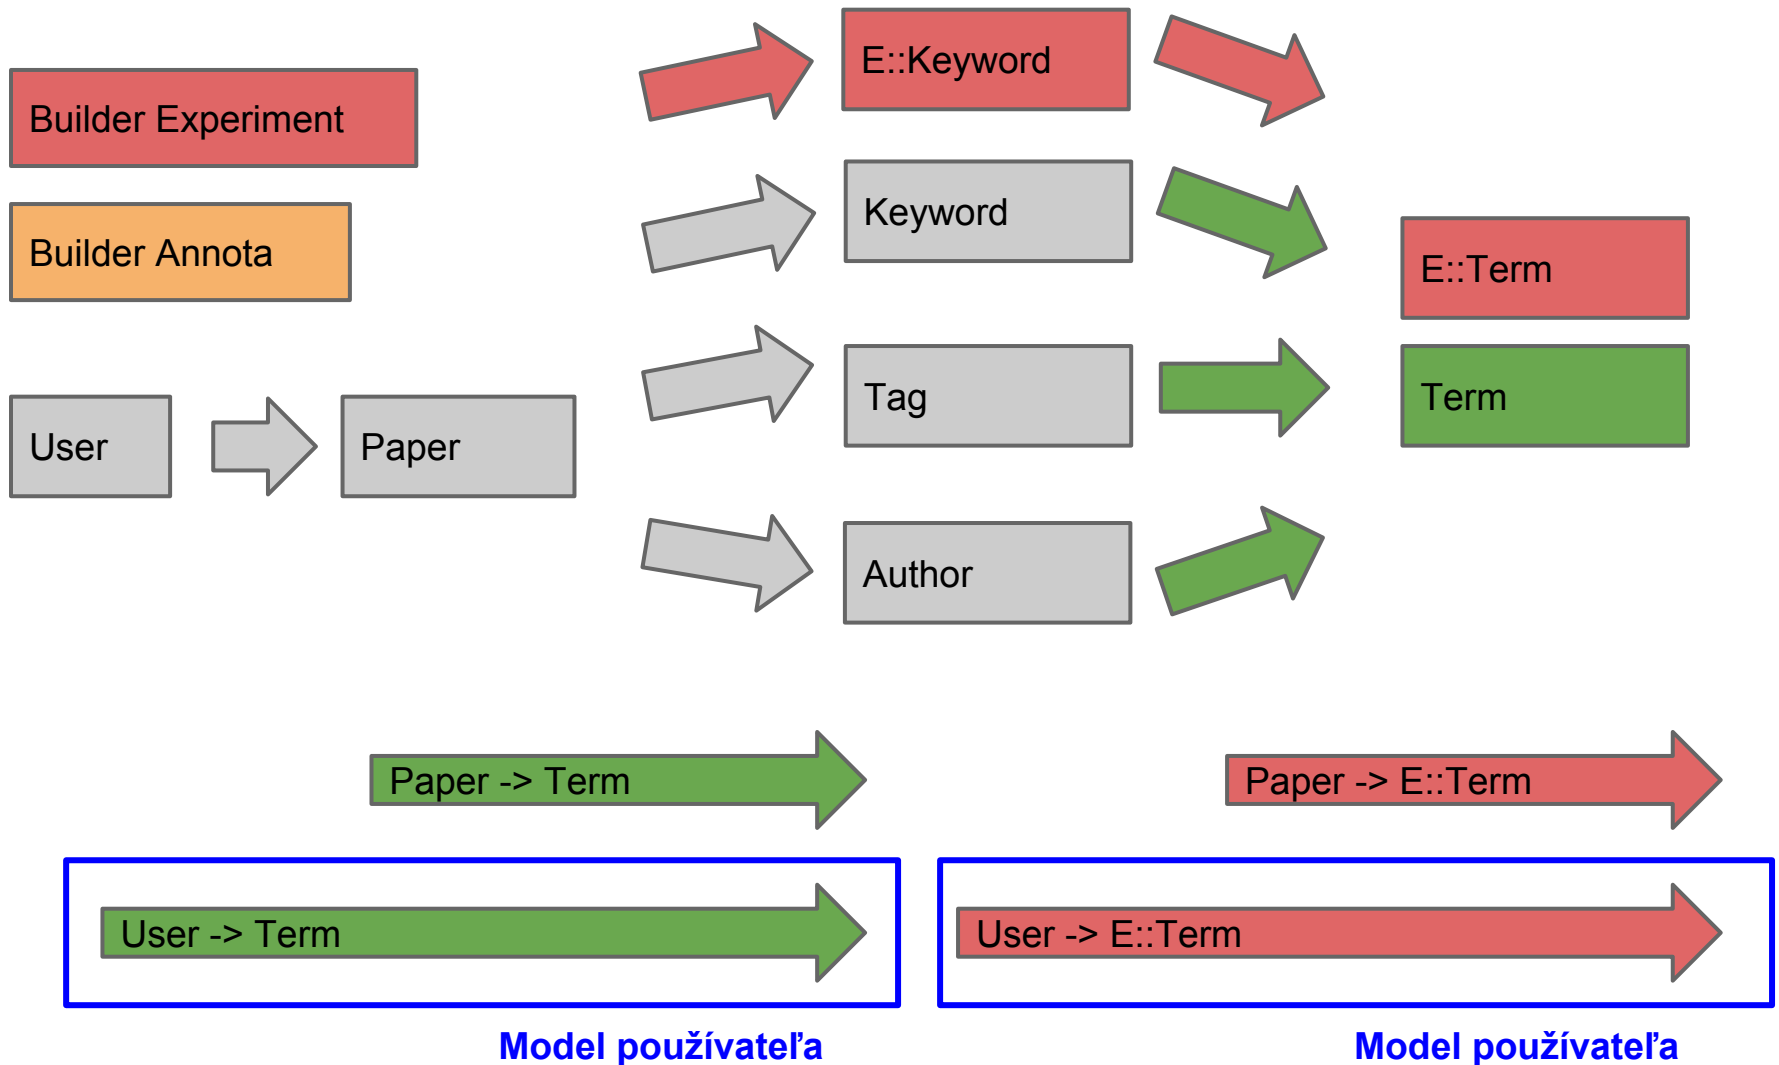 E::Keyword
Builder Experiment
Keyword
Builder Annota
E::Term
Tag
Term
User
Paper
Author
Paper -> Term
Paper -> E::Term
User -> Term
User -> E::Term
Model používateľa
Model používateľa